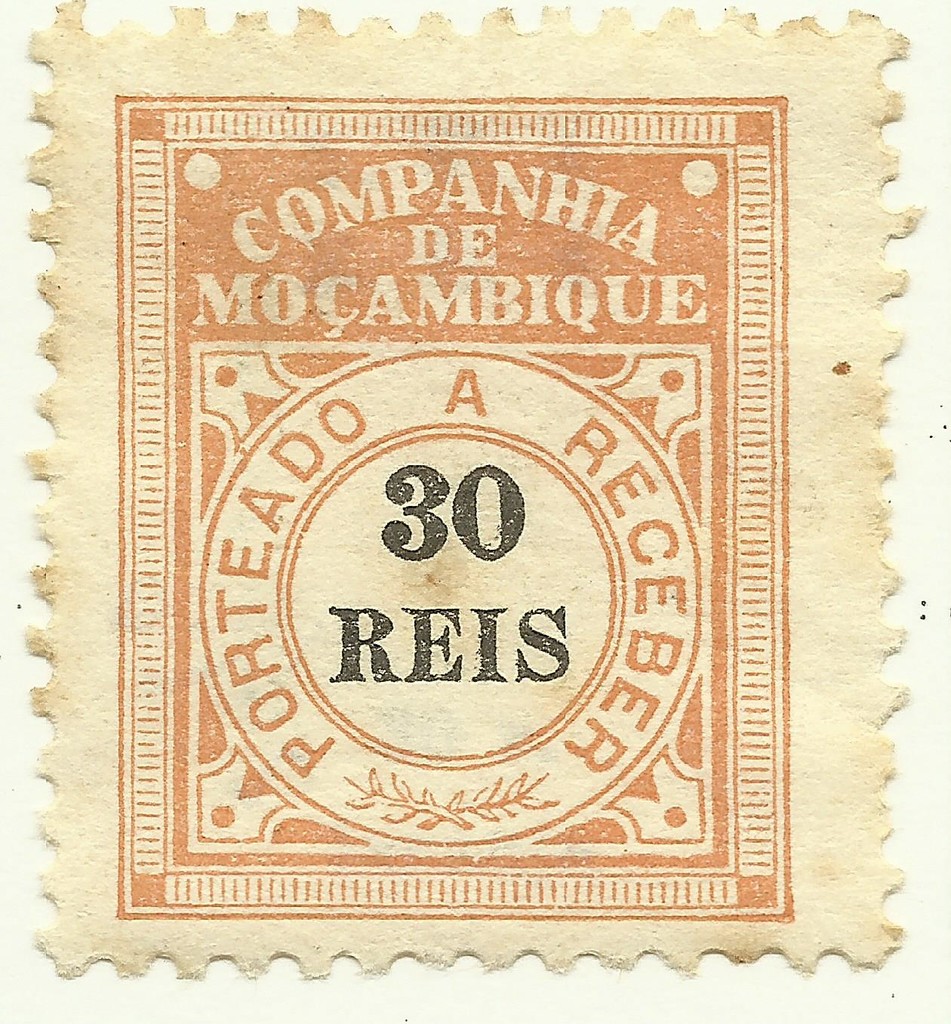 COMPANHIA
DE
MOÇAMBIQUE
PORTEADO A RECEBER
30
REIS